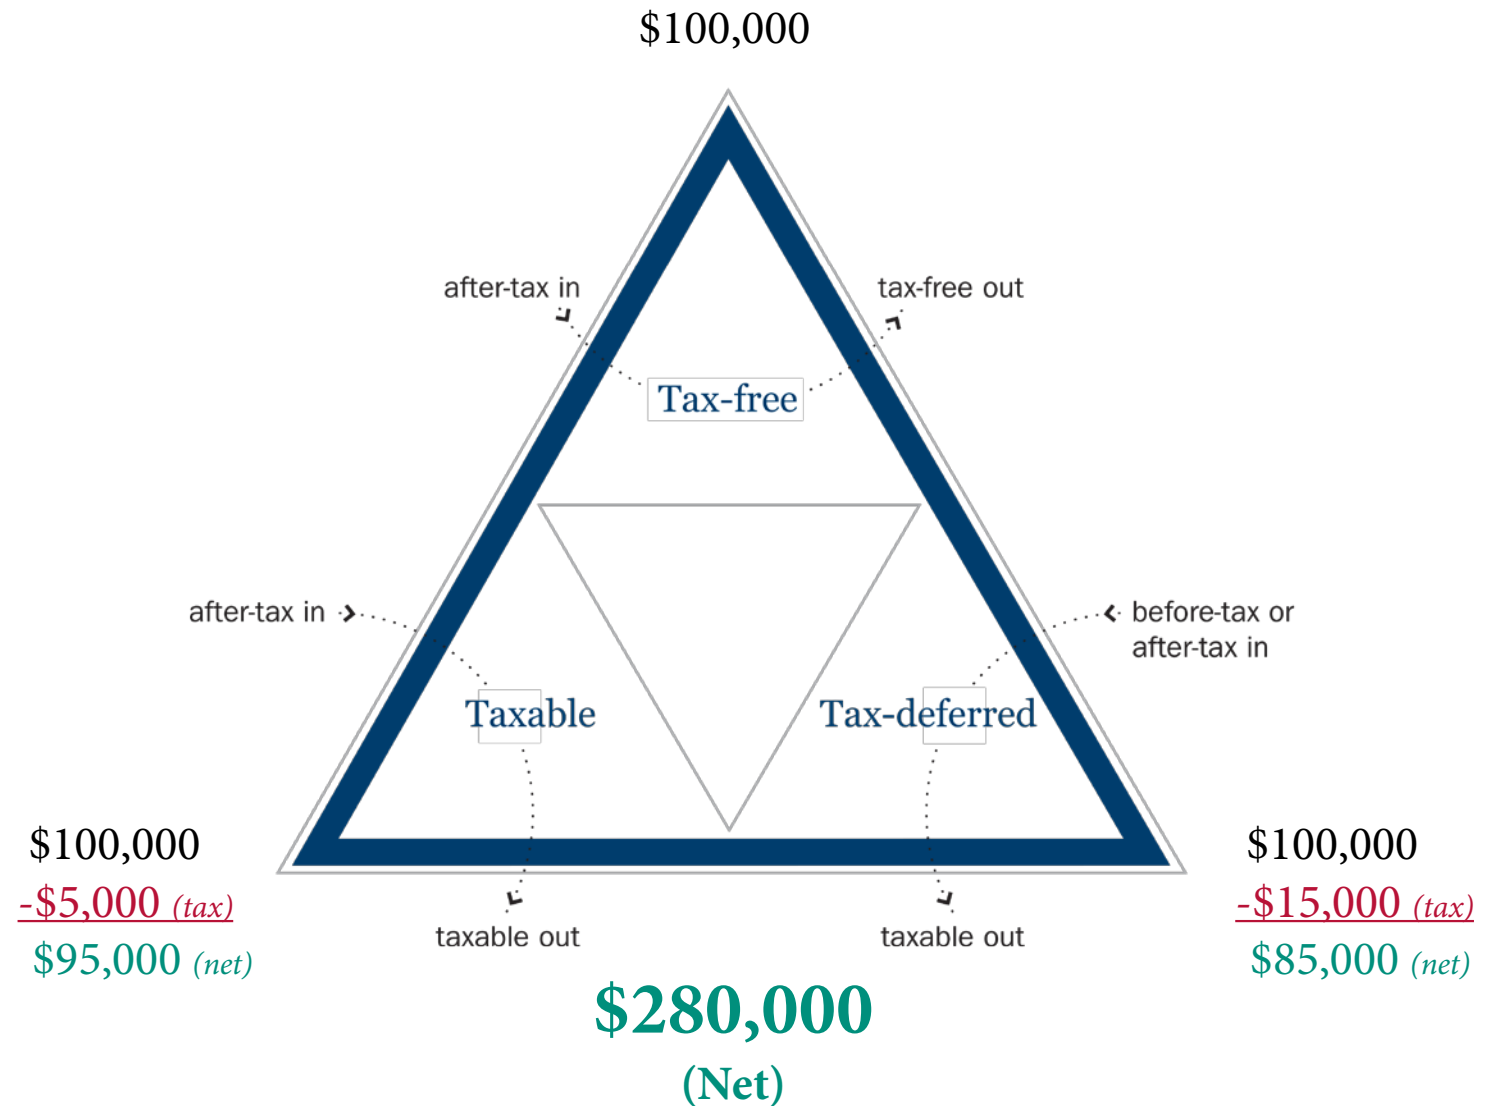 $100,000
after-tax in
tax-free out
Tax-free
after-tax in
before-tax or
after-tax in
Taxable
Tax-deferred
$100,000
-$5,000 (tax)
$95,000 (net)
$100,000
-$15,000 (tax)
$85,000 (net)
taxable out
taxable out
$280,000
(Net)